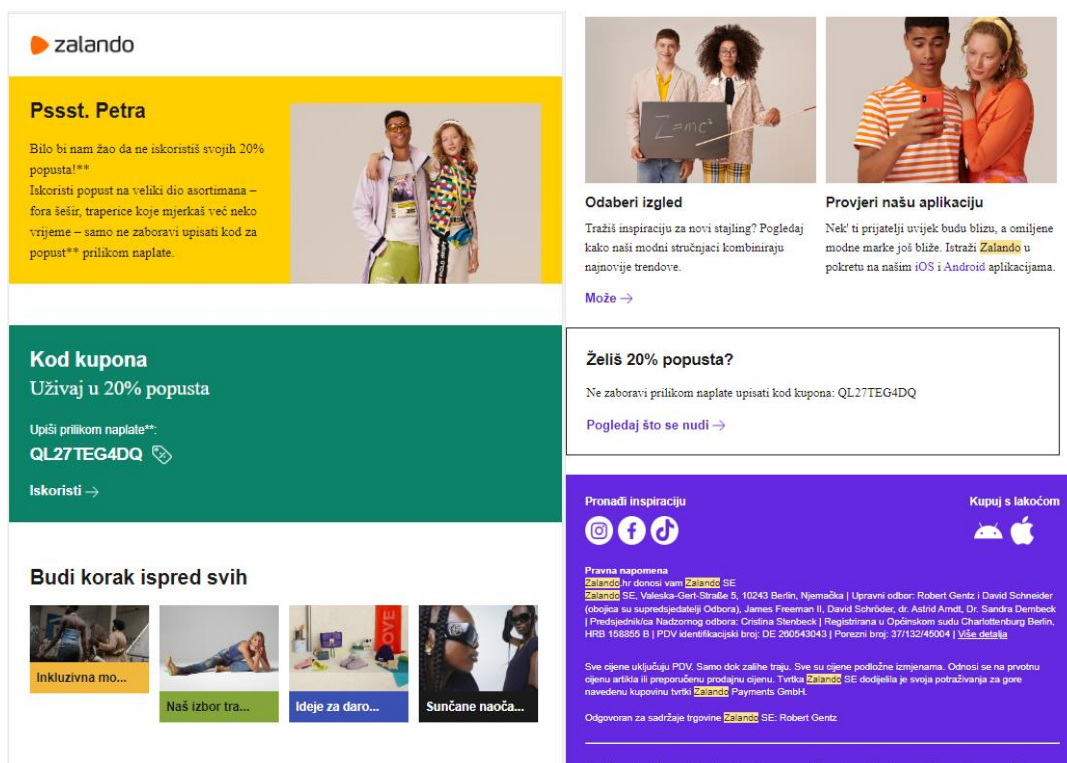 zalando
Pssst. Petra
Bilo bi nam žao da ne iskoristiš svojih 20%
popusta!**
Iskoristi popust na veliki dio asortimana –
fora šešir, traperice koje mjerkaš već neko
vrijeme – samo ne zaboravi upisati kod za
popust** prilikom naplate.
Kod kupona
Uživaj u 20% popusta
Upiši prilikom naplate**:
QL27TEG4DQ
Iskoristi →
Budi korak ispred svih
Inkluzivna mo...
Naš izbor tra...
LOVE
Ideje za daro...
Sunčane naoča...
Z=mc²
Odaberi izgled
Tražiš inspiraciju za novi stajling? Pogledaj
kako naši modni stručnjaci kombiniraju
najnovije trendove.
Može →
Provjeri našu aplikaciju
Nek' ti prijatelji uvijek budu blizu, a omiljene
modne marke još bliže. Istraži Zalando u
pokretu na našim iOS i Android aplikacijama.
Želiš 20% popusta?
Ne zaboravi prilikom naplate upisati kod kupona: QL27TEG4DQ
Pogledaj što se nudi →
Pronađi inspiraciju
Kupuj s lakoćom
Pravna napomena
Zalando.hr donosi vam Zalando SE
Zalando SE, Valeska-Gert-Straße 5, 10243 Berlin, Njemačka | Upravni odbor: Robert Gentz i David Schneider
(obojica su supredsjedatelji Odbora), James Freeman II, David Schröder, dr. Astrid Arndt, Dr. Sandra Dembeck
| Predsjednik/ca Nadzornog odbora: Cristina Stenbeck | Registrirana u Općinskom sudu Charlottenburg Berlin,
HRB 158855 B | PDV identifikacijski broj: DE 260543043 | Porezni broj: 37/132/45004 | Više detalja
Sve cijene uključuju PDV. Samo dok zalihe traju. Sve su cijene podložne izmjenama. Odnosi se na prvotnu
cijenu artikla ili preporučenu prodajnu cijenu. Tvrtka Zalando SE dodijelila je svoja potraživanja za gore
navedenu kupovinu tvrtki Zalando Payments GmbH.
Odgovoran za sadržaje trgovine Zalando SE: Robert Gentz